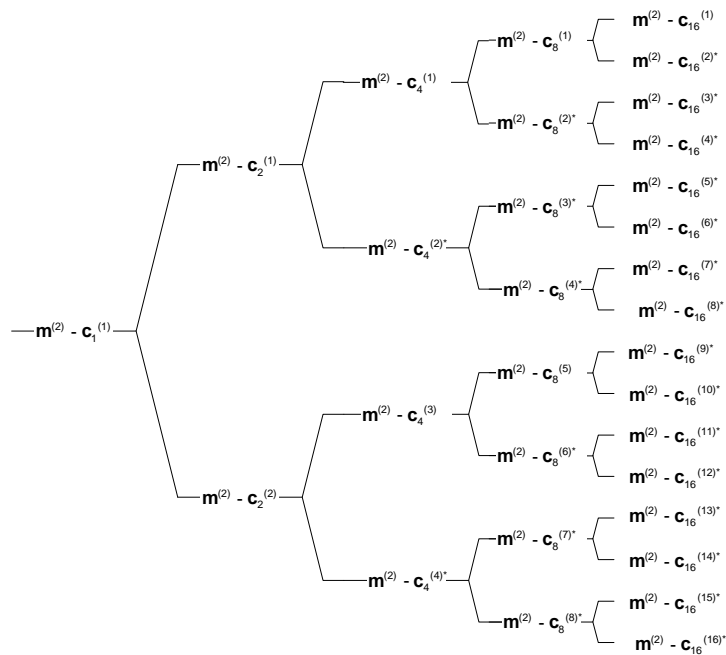 m⁽²⁾ - c₁₆⁽¹⁾
m⁽²⁾ - c₈⁽¹⁾
m⁽²⁾ - c₁₆⁽²⁾*
m⁽²⁾ - c₄⁽¹⁾
m⁽²⁾ - c₁₆⁽³⁾*
m⁽²⁾ - c₈⁽²⁾*
m⁽²⁾ - c₁₆⁽⁴⁾*
m⁽²⁾ - c₂⁽¹⁾
m⁽²⁾ - c₁₆⁽⁵⁾*
m⁽²⁾ - c₈⁽³⁾*
m⁽²⁾ - c₁₆⁽⁶⁾*
m⁽²⁾ - c₄⁽²⁾*
m⁽²⁾ - c₁₆⁽⁷⁾*
m⁽²⁾ - c₈⁽⁴⁾*
m⁽²⁾ - c₁₆⁽⁸⁾*
m⁽²⁾ - c₁⁽¹⁾
m⁽²⁾ - c₁₆⁽⁹⁾*
m⁽²⁾ - c₈⁽⁵⁾
m⁽²⁾ - c₁₆⁽¹⁰⁾*
m⁽²⁾ - c₄⁽³⁾
m⁽²⁾ - c₁₆⁽¹¹⁾*
m⁽²⁾ - c₈⁽⁶⁾*
m⁽²⁾ - c₁₆⁽¹²⁾*
m⁽²⁾ - c₂⁽²⁾
m⁽²⁾ - c₁₆⁽¹³⁾*
m⁽²⁾ - c₈⁽⁷⁾*
m⁽²⁾ - c₁₆⁽¹⁴⁾*
m⁽²⁾ - c₄⁽⁴⁾*
m⁽²⁾ - c₁₆⁽¹⁵⁾*
m⁽²⁾ - c₈⁽⁸⁾*
m⁽²⁾ - c₁₆⁽¹⁶⁾*